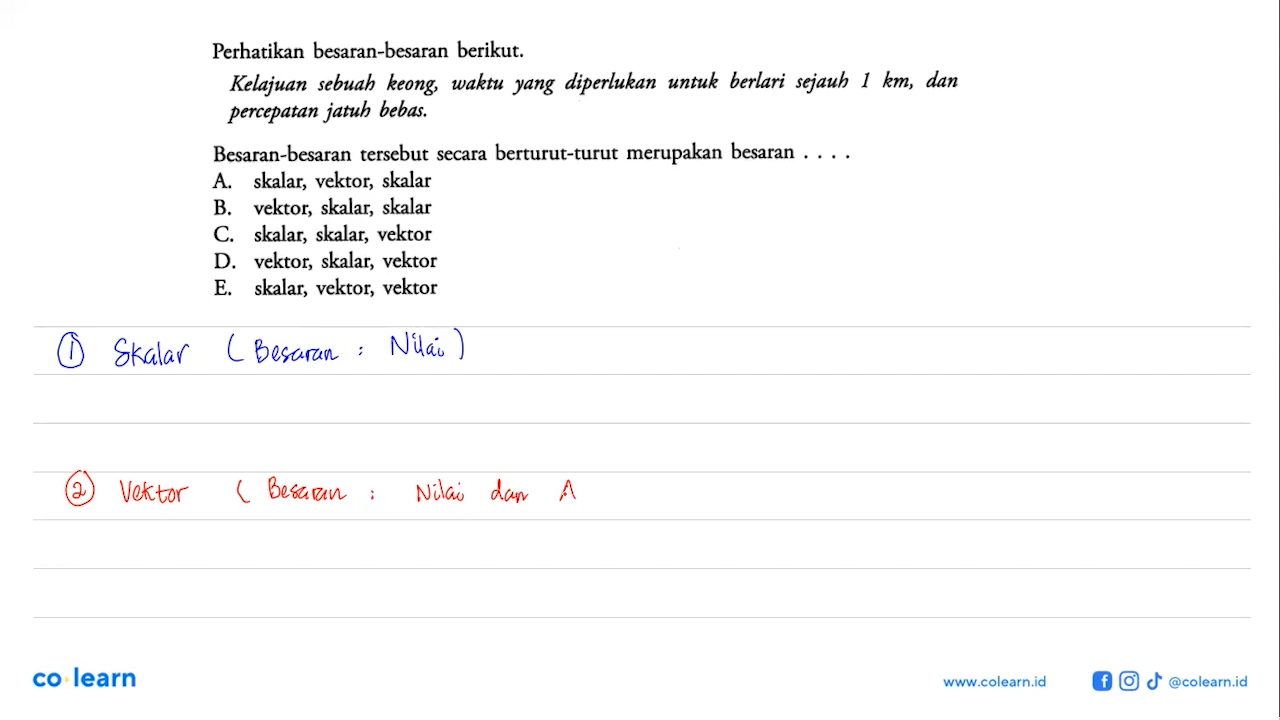 Perhatikan besaran-besaran berikut.
Kelajuan sebuah keong, waktu yang diperlukan untuk berlari sejauh 1 km, dan
percepatan jatuh bebas.
Besaran-besaran tersebut secara berturut-turut merupakan besaran . . . .
A. skalar, vektor, skalar
B. vektor, skalar, skalar
C. skalar, skalar, vektor
D. vektor, skalar, vektor
E. skalar, vektor, vektor
① Skalar ( Besaran : Nilai )
② Vektor ( Besaran : Nilai dan A
co learn
www.colearn.id
@colearn.id